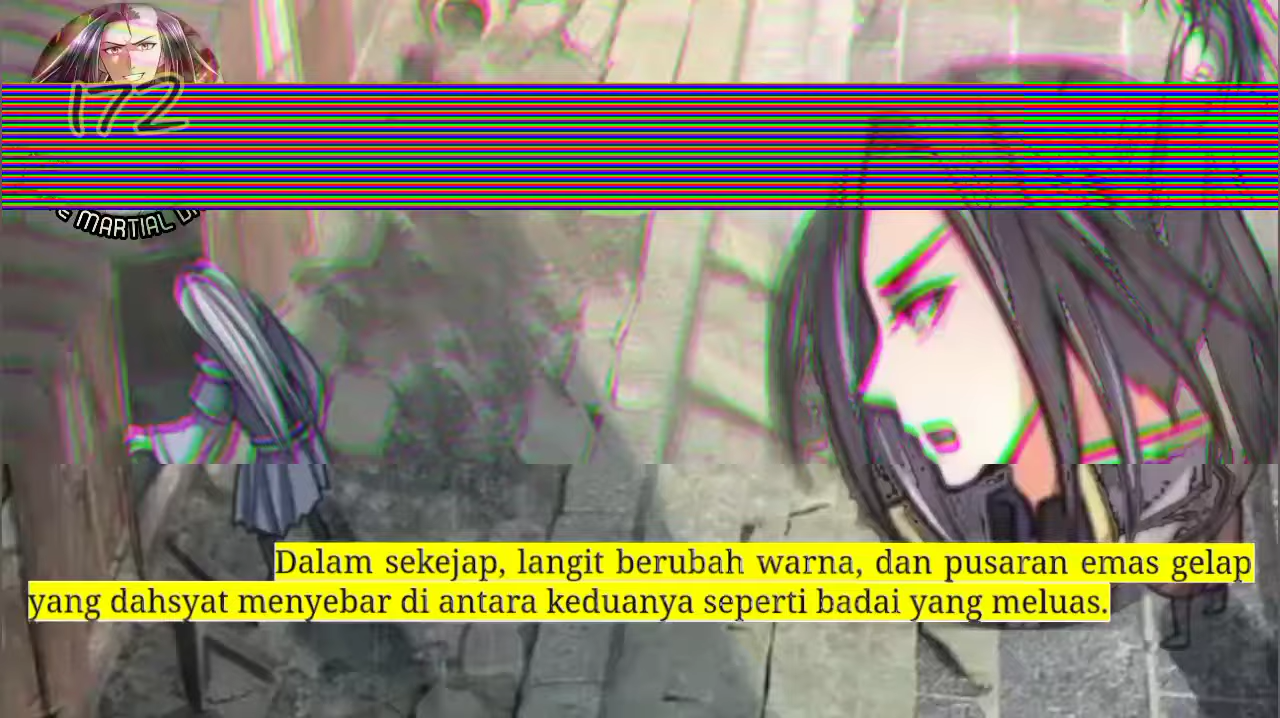 172
MARTIAL
Dalam sekejap, langit berubah warna, dan pusaran emas gelap
yang dahsyat menyebar di antara keduanya seperti badai yang meluas.